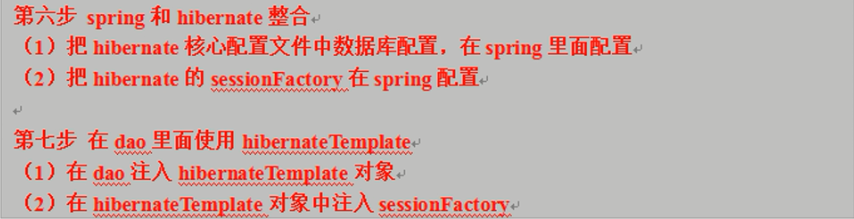 第六步 spring 和 hibernate 整合
（1）把 hibernate 核心配置文件中数据库配置，在 spring 里面配置
（2）把 hibernate 的 sessionFactory 在 spring 配置
第七步 在 dao 里面使用 hibernateTemplate
（1）在 dao 注入 hibernateTemplate 对象
（2）在 hibernateTemplate 对象中注入 sessionFactory